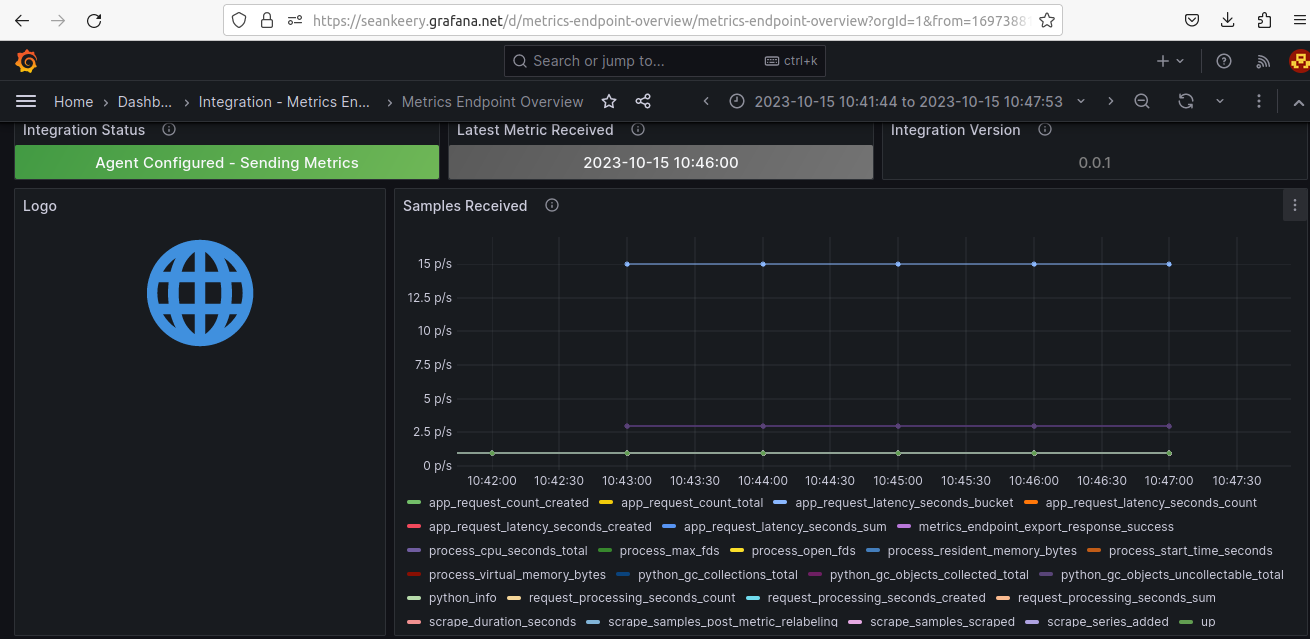 https://seankeery.grafana.net/d/metrics-endpoint-overview/metrics-endpoint-overview?orgId=1&from=16973881
Search or jump to... ctrl+k
Home › Dashb... › Integration - Metrics En... › Metrics Endpoint Overview 2023-10-15 10:41:44 to 2023-10-15 10:47:53
Integration Status Latest Metric Received Integration Version
Agent Configured - Sending Metrics 2023-10-15 10:46:00 0.0.1
Logo Samples Received
15 p/s
12.5 p/s
10 p/s
7.5 p/s
5 p/s
2.5 p/s
0 p/s
10:42:00 10:42:30 10:43:00 10:43:30 10:44:00 10:44:30 10:45:00 10:45:30 10:46:00 10:46:30 10:47:00 10:47:30
app_request_count_created app_request_count_total app_request_latency_seconds_bucket app_request_latency_seconds_count
app_request_latency_seconds_created app_request_latency_seconds_sum metrics_endpoint_export_response_success
process_cpu_seconds_total process_max_fds process_open_fds process_resident_memory_bytes process_start_time_seconds
process_virtual_memory_bytes python_gc_collections_total python_gc_objects_collected_total python_gc_objects_uncollectable_total
python_info request_processing_seconds_count request_processing_seconds_created request_processing_seconds_sum
scrape_duration_seconds scrape_samples_post_metric_relabeling scrape_samples_scraped scrape_series_added up